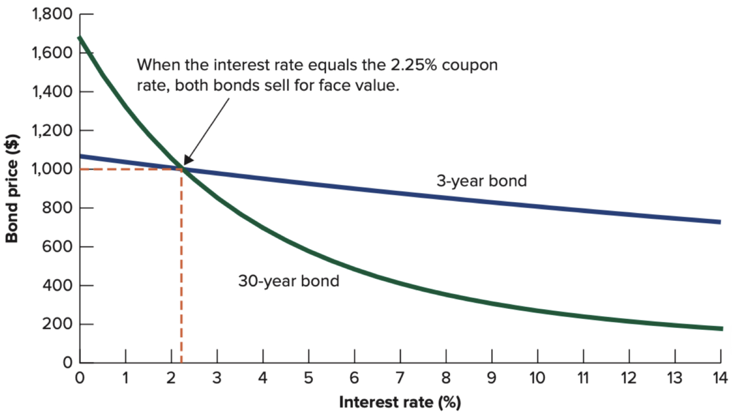 1,800
1,600
1,400
1,200
1,000
800
600
400
200
0
Bond price ($)
When the interest rate equals the 2.25% coupon
rate, both bonds sell for face value.
3-year bond
30-year bond
0 1 2 3 4 5 6 7 8 9 10 11 12 13 14
Interest rate (%)